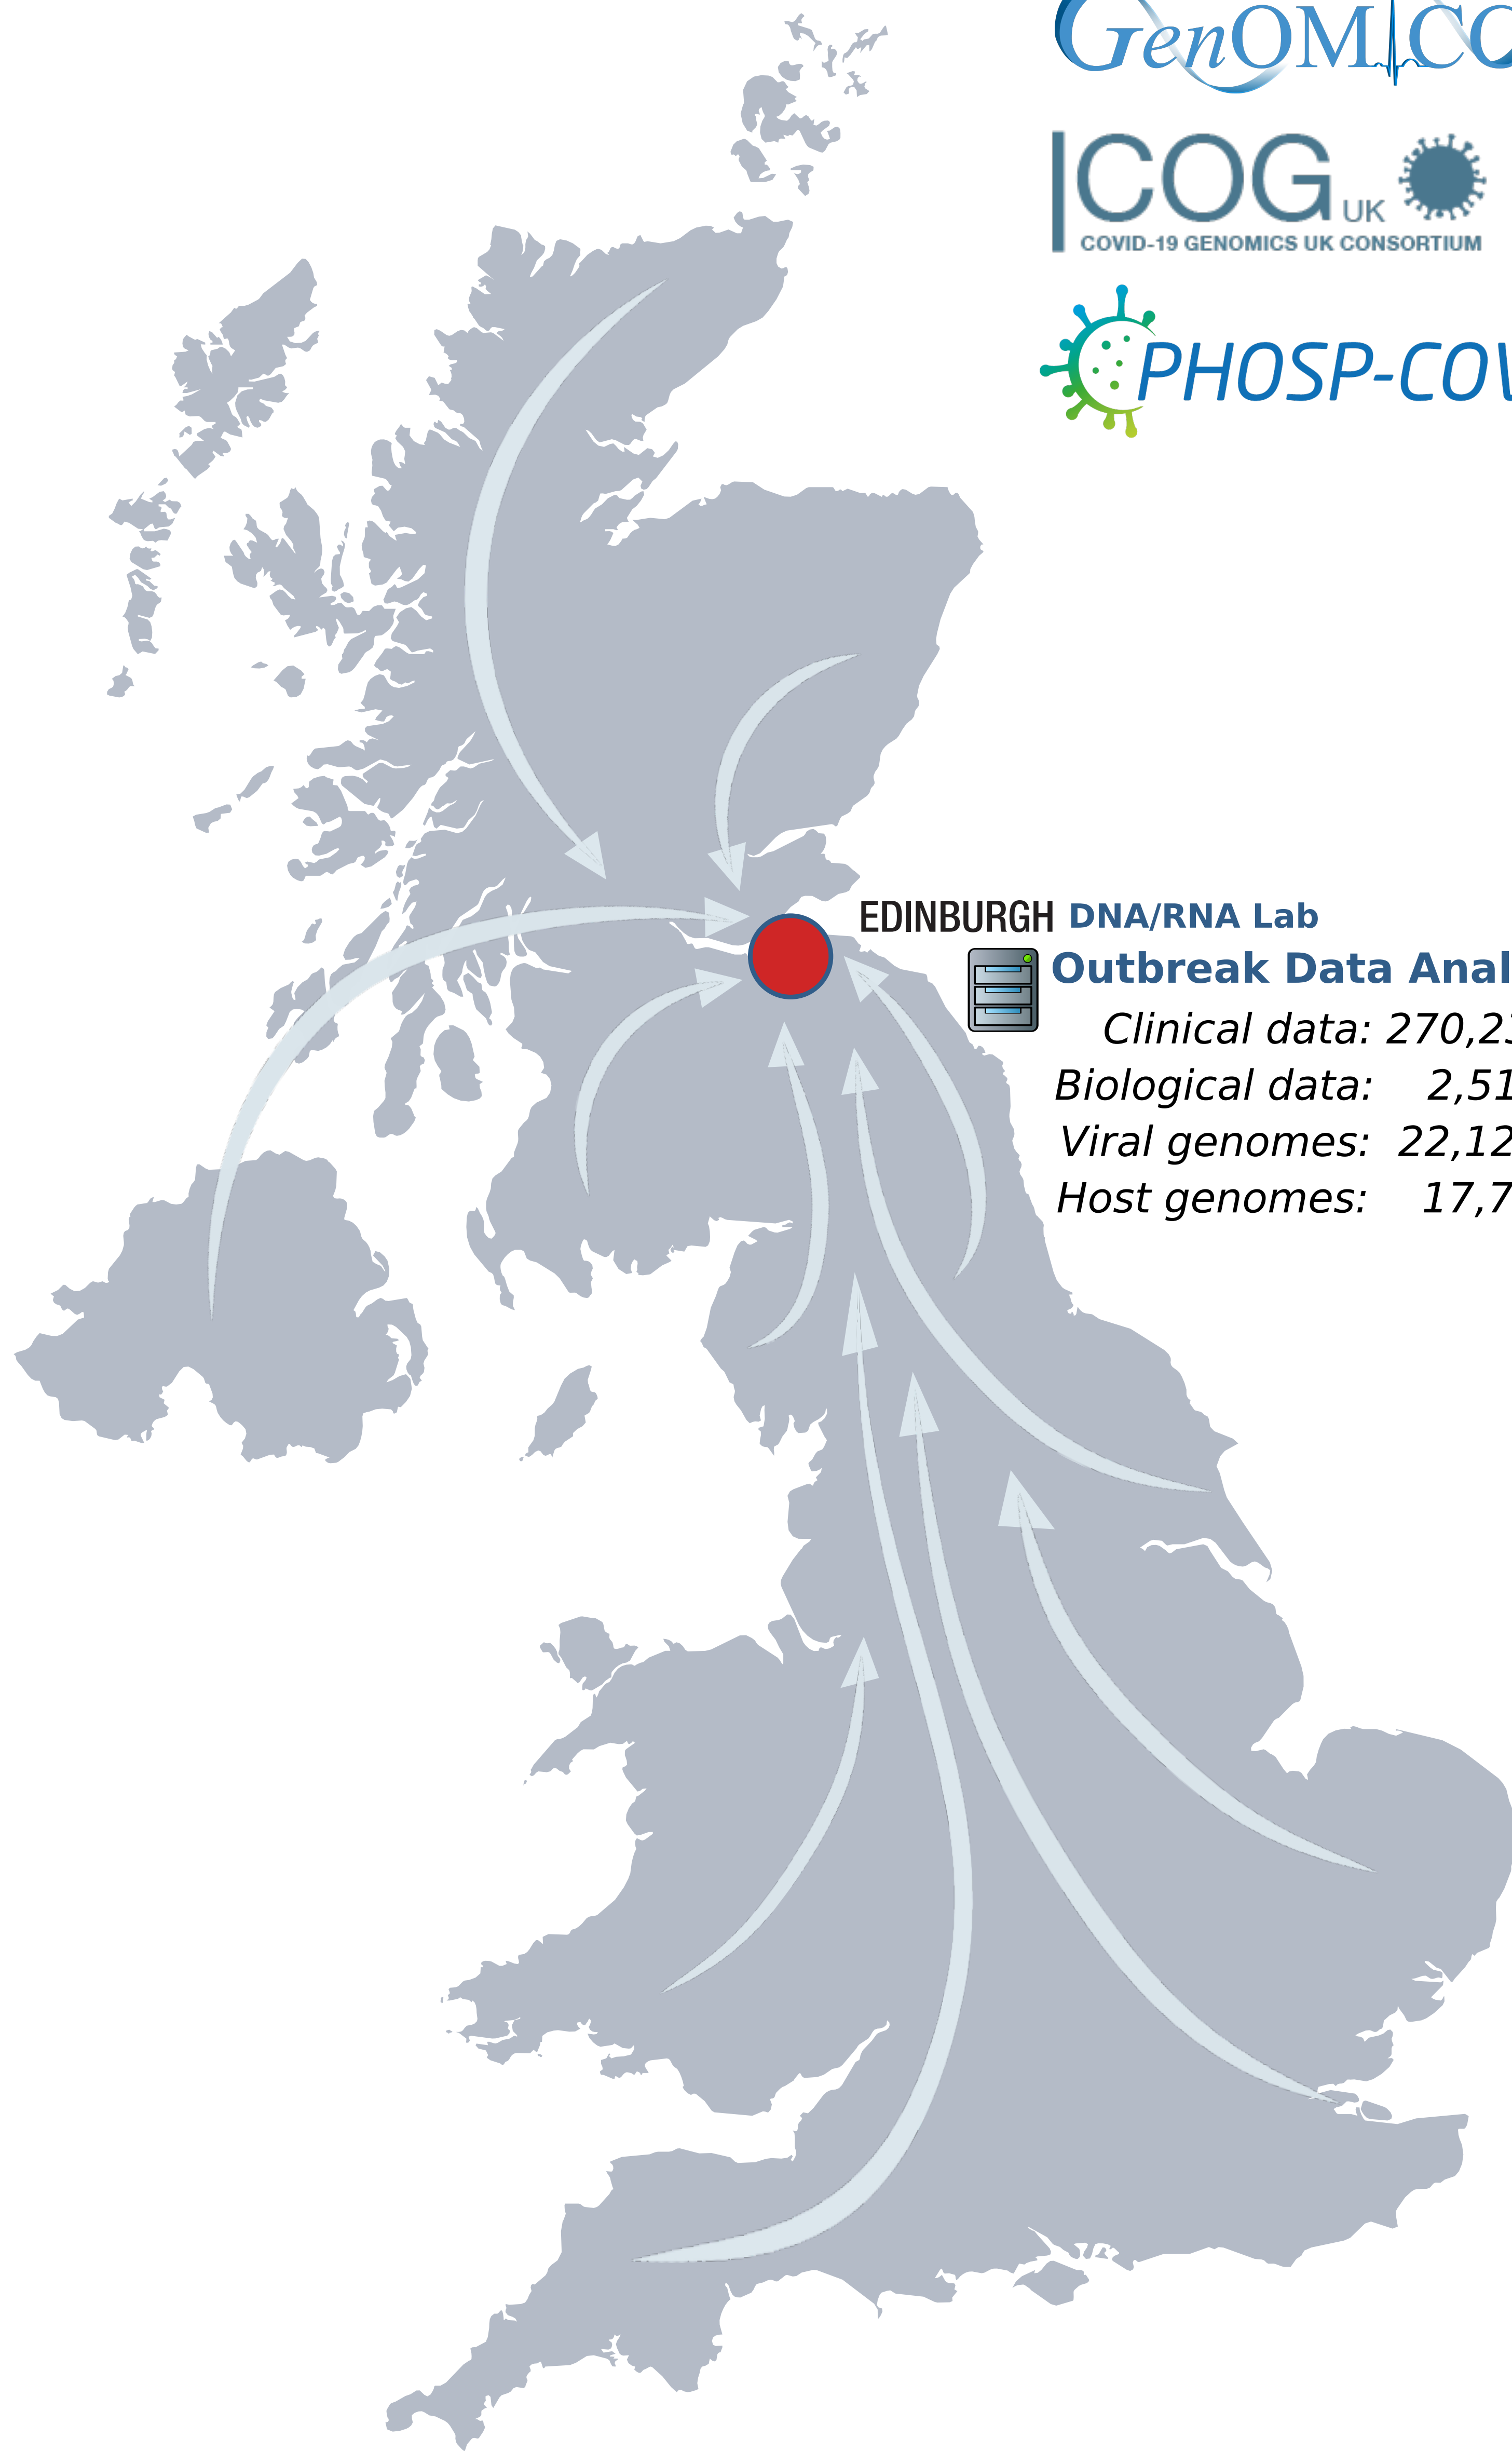 GenOMICC
COG UK
COVID-19 GENOMICS UK CONSORTIUM
PHOSP-COV
EDINBURGH DNA/RNA Lab
Outbreak Data Anal
Clinical data: 270,23
Biological data: 2,51
Viral genomes: 22,12
Host genomes: 17,7